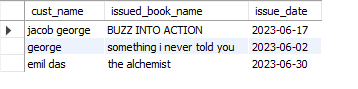 cust_name issued_book_name issue_date
jacob george BUZZ INTO ACTION 2023-06-17
george something i never told you 2023-06-02
emil das the alchemist 2023-06-30